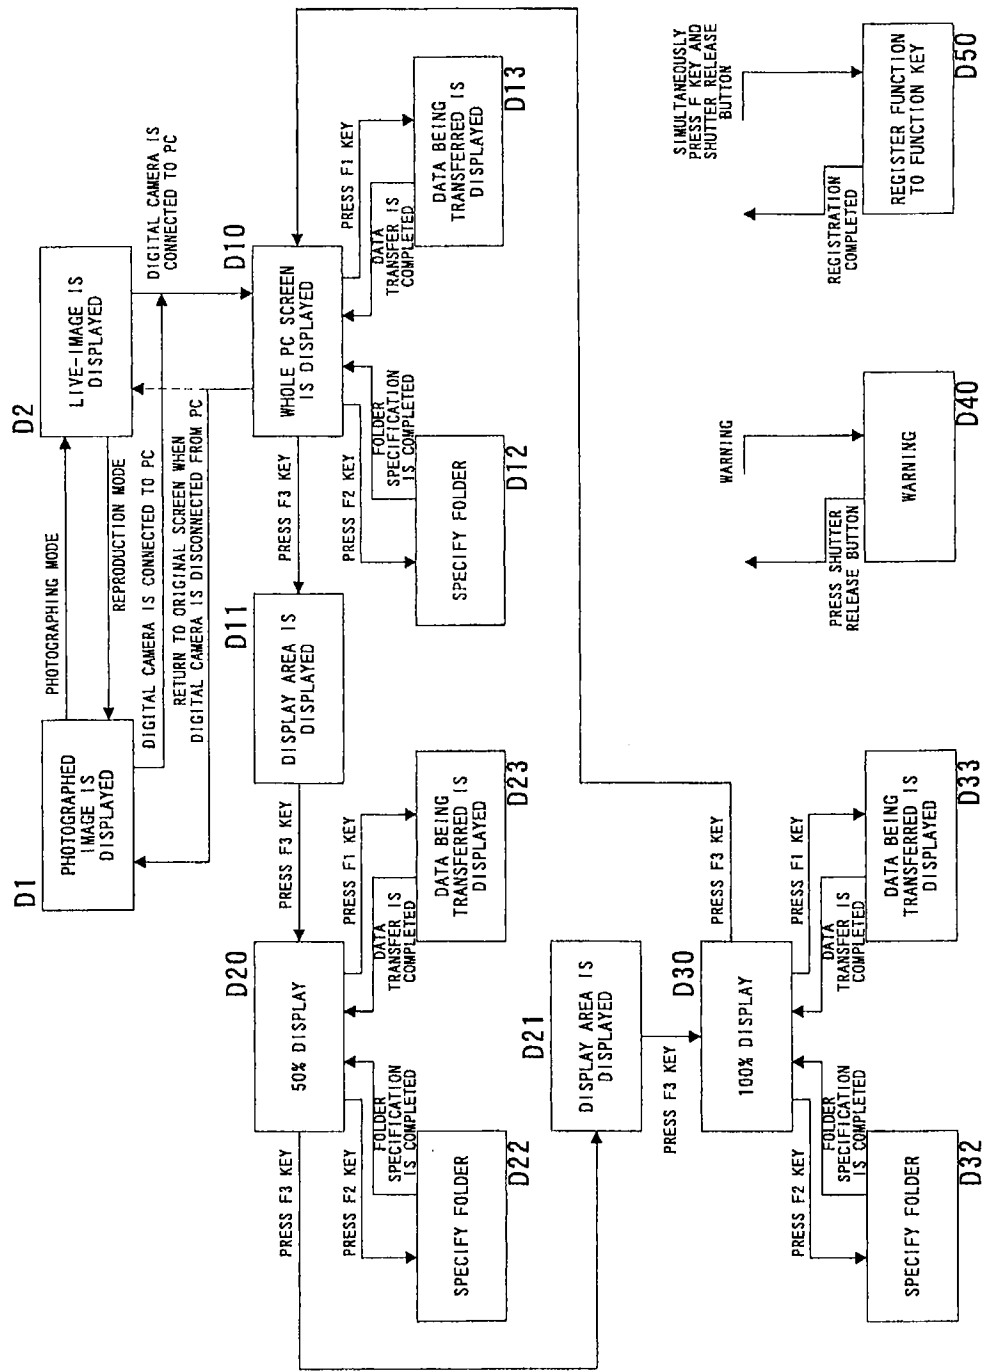 D1
PHOTOGRAPHED
IMAGE IS
DISPLAYED
PHOTOGRAPHING MODE
REPRODUCTION MODE
D2
LIVE-IMAGE IS
DISPLAYED
DIGITAL CAMERA IS CONNECTED TO PC
RETURN TO ORIGINAL SCREEN WHEN
DIGITAL CAMERA IS DISCONNECTED FROM PC
DIGITAL CAMERA IS
CONNECTED TO PC
D20
50% DISPLAY
PRESS F3 KEY
D11
DISPLAY AREA IS
DISPLAYED
PRESS F3 KEY
D10
WHOLE PC SCREEN
IS DISPLAYED
PRESS F3 KEY
PRESS F2 KEY
FOLDER
SPECIFICATION
IS COMPLETED
DATA
TRANSFER IS
COMPLETED
PRESS F1 KEY
PRESS F2 KEY
FOLDER
SPECIFICATION
IS COMPLETED
DATA
TRANSFER IS
COMPLETED
PRESS F1 KEY
SPECIFY FOLDER
D22
DATA BEING
TRANSFERRED IS
DISPLAYED
D23
SPECIFY FOLDER
D12
DATA BEING
TRANSFERRED IS
DISPLAYED
D13
PRESS F3 KEY
D21
DISPLAY AREA IS
DISPLAYED
PRESS F3 KEY
D30
100% DISPLAY
PRESS F3 KEY
PRESS F2 KEY
FOLDER
SPECIFICATION
IS COMPLETED
DATA
TRANSFER IS
COMPLETED
PRESS F1 KEY
SPECIFY FOLDER
D32
DATA BEING
TRANSFERRED IS
DISPLAYED
D33
WARNING
PRESS SHUTTER
RELEASE BUTTON
WARNING
D40
SIMULTANEOUSLY
PRESS F KEY AND
SHUTTER RELEASE
BUTTON
REGISTRATION
COMPLETED
REGISTER FUNCTION
TO FUNCTION KEY
D50